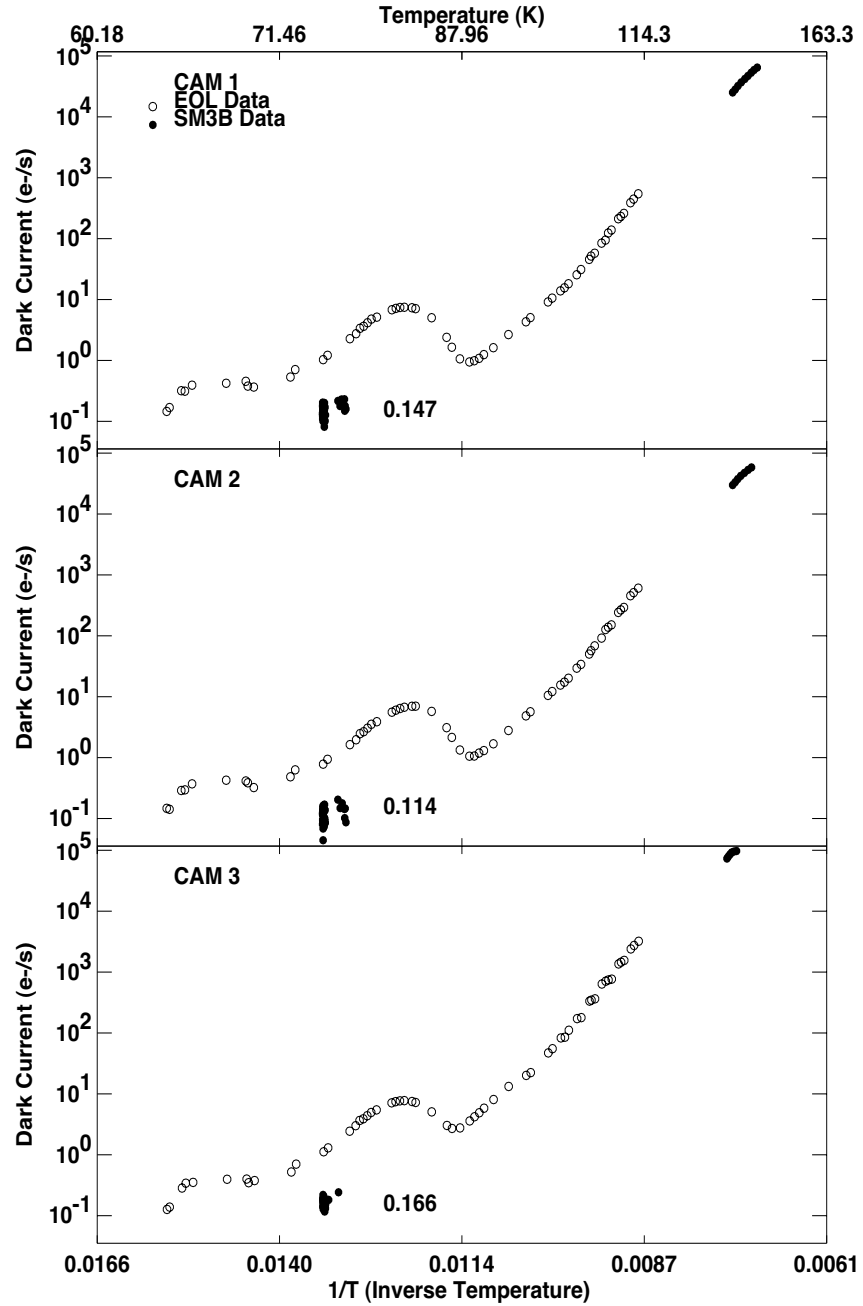 Temperature (K)
60.18 71.46 87.96 114.3 163.3
Dark Current (e-/s)
10^5
10^4
10^3
10^2
10^1
10^0
10^-1
CAM 1
EOL Data
SM3B Data
0.147
Dark Current (e-/s)
10^5
10^4
10^3
10^2
10^1
10^0
10^-1
CAM 2
0.114
Dark Current (e-/s)
10^5
10^4
10^3
10^2
10^1
10^0
10^-1
CAM 3
0.166
0.0166 0.0140 0.0114 0.0087 0.0061
1/T (Inverse Temperature)